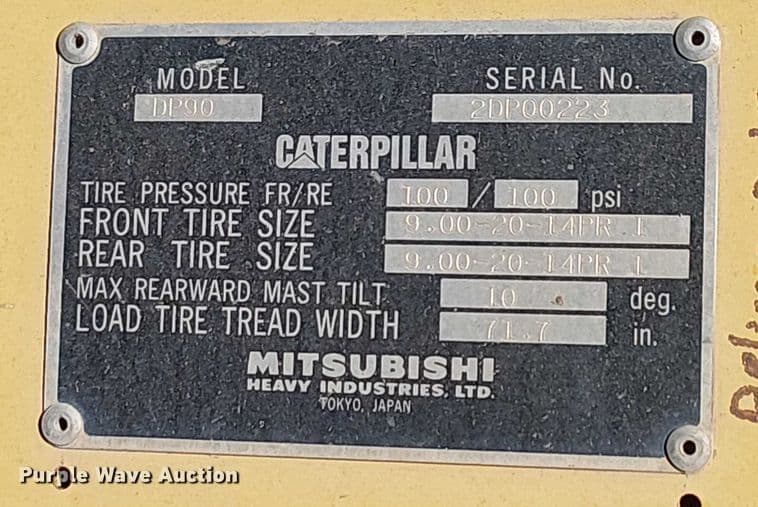 MODEL SERIAL No.
DP90 2DP00223
CATERPILLAR
TIRE PRESSURE FR/RE 100 / 100 psi
FRONT TIRE SIZE 9.00-20-14PR I
REAR TIRE SIZE 9.00-20-14PR I
MAX REARWARD MAST TILT 10 deg.
LOAD TIRE TREAD WIDTH 71.7 in.
MITSUBISHI
HEAVY INDUSTRIES, LTD.
TOKYO, JAPAN
Purple Wave Auction